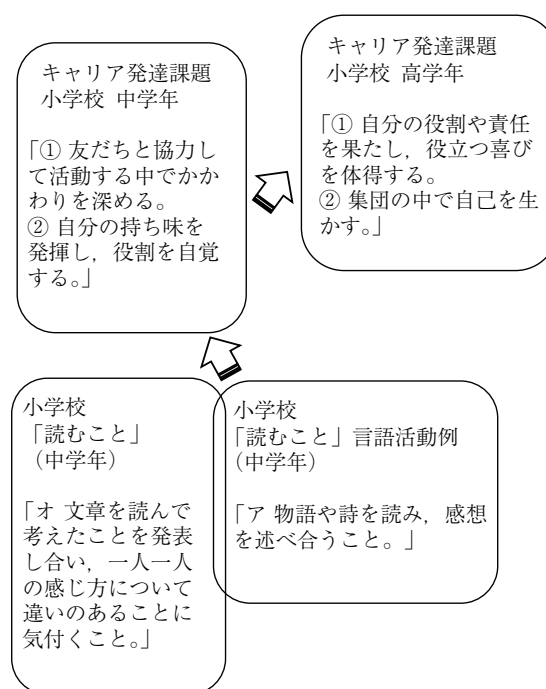 キャリア発達課題
小学校 中学年
「① 友だちと協力し
て活動する中でかか
わりを深める。
② 自分の持ち味を
発揮し，役割を自覚
する。」
キャリア発達課題
小学校 高学年
「① 自分の役割や責任
を果たし，役立つ喜び
を体得する。
② 集団の中で自己を生
かす。」
小学校
「読むこと」
（中学年）
「オ 文章を読んで
考えたことを発表
し合い，一人一人
の感じ方について
違いのあることに
気付くこと。」
小学校
「読むこと」言語活動例
（中学年）
「ア 物語や詩を読み，感想
を述べ合うこと。」